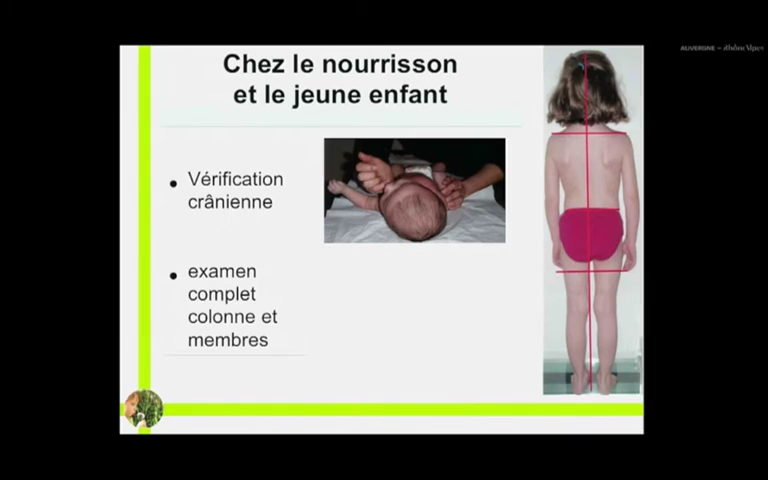 AUVERGNE – Rhône Alpes
Chez le nourrisson
et le jeune enfant
• Vérification
crânienne
• examen
complet
colonne et
membres